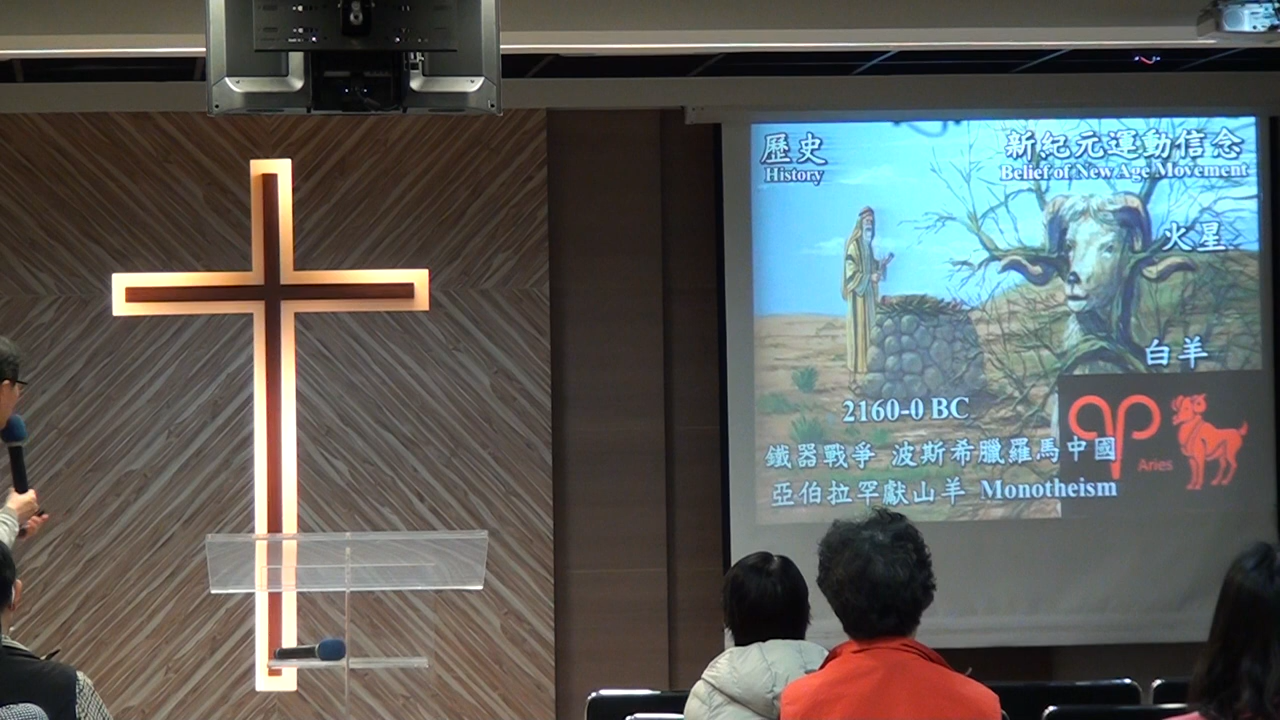 歷史
History
新紀元運動信念
Belief of New Age Movement
火星
白羊
2160-0 BC
Aries
鐵器戰爭 波斯希臘羅馬中國
亞伯拉罕獻山羊 Monotheism